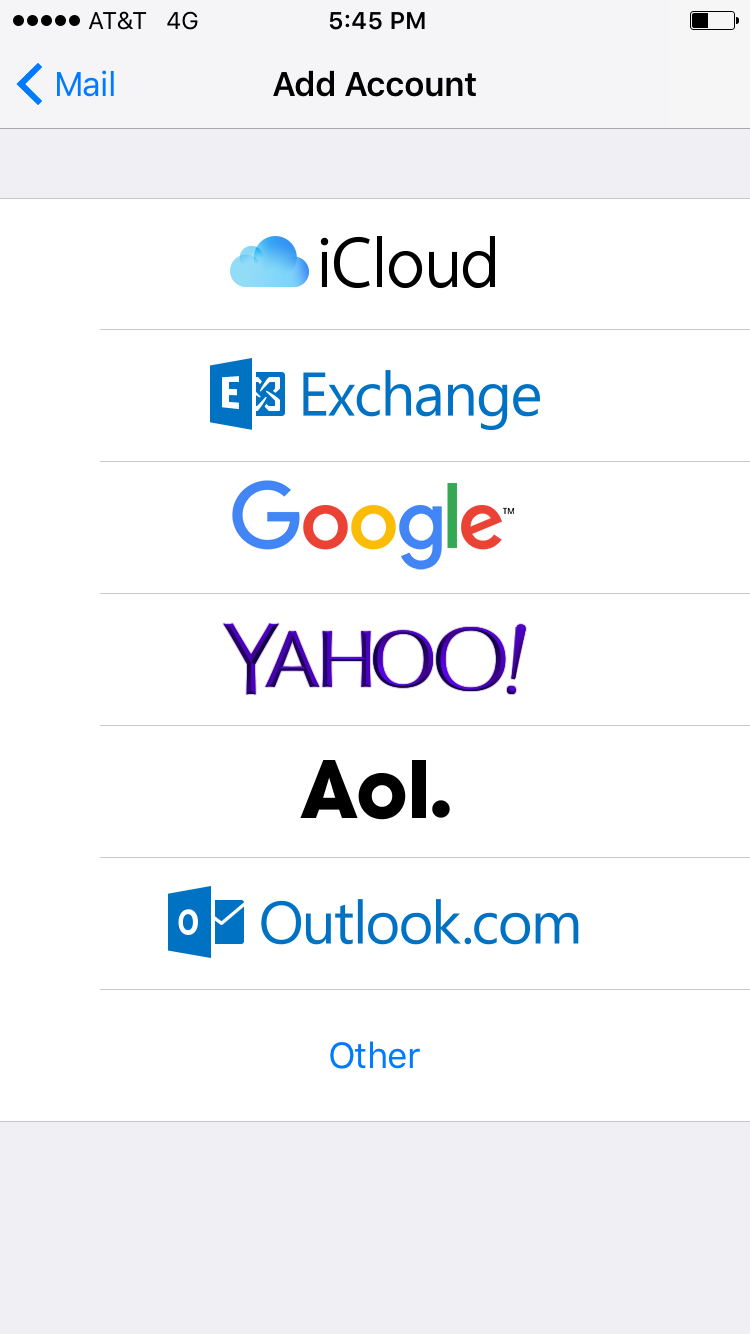 AT&T 4G 5:45 PM
Mail Add Account
iCloud
E Exchange
Google™
YAHOO!
Aol.
O Outlook.com
Other